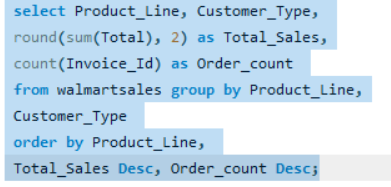 select Product_Line, Customer_Type,
round(sum(Total), 2) as Total_Sales,
count(Invoice_Id) as Order_count
from walmartsales group by Product_Line,
Customer_Type
order by Product_Line,
Total_Sales Desc, Order_count Desc;